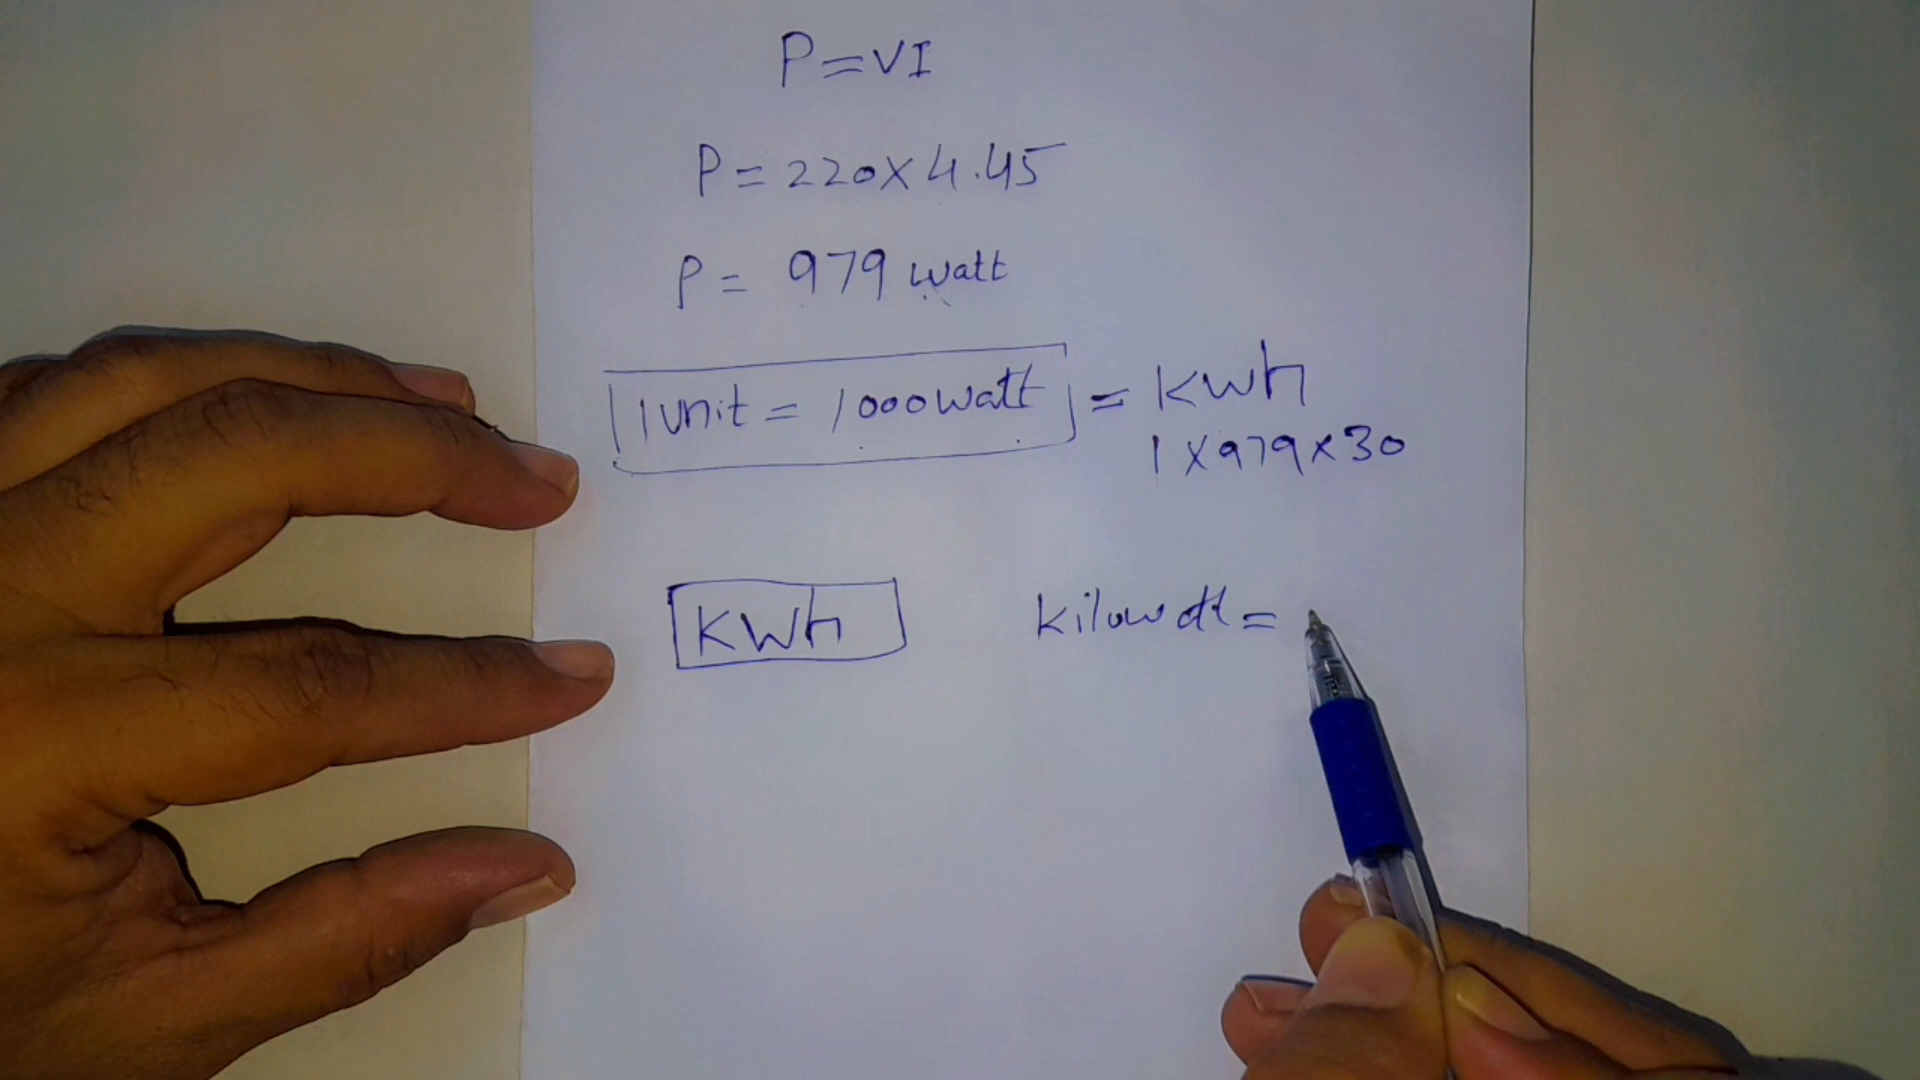 P=VI
P=220×4.45
P= 979 watt
1unit = 1000watt = KWh
1×979×30
KWh kilowatt=